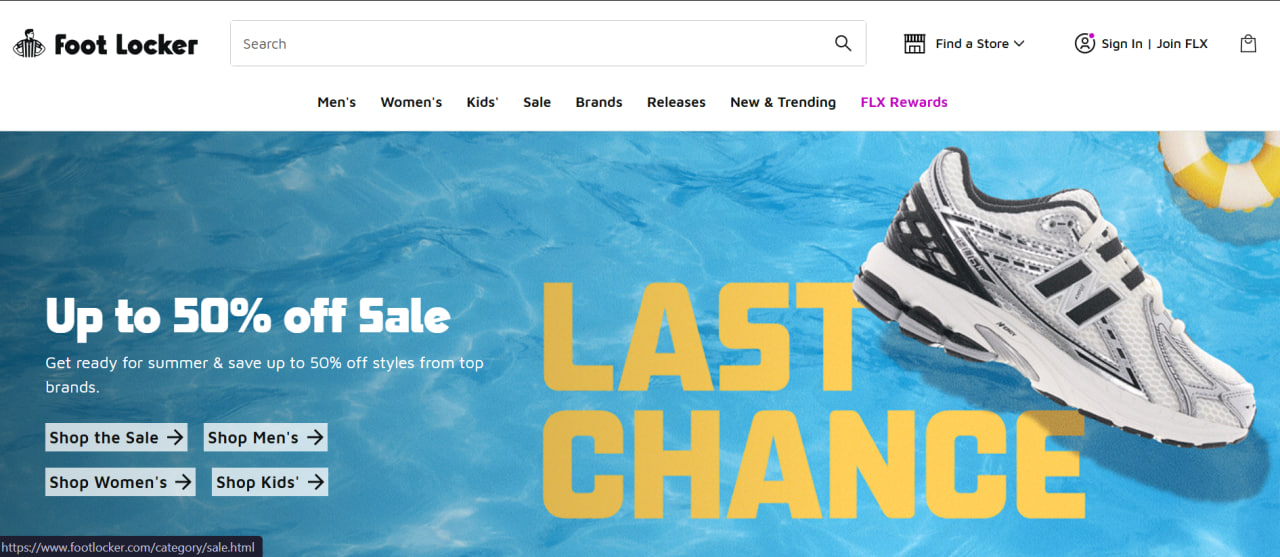 Foot Locker
Search
Find a Store
Sign In | Join FLX
Men's Women's Kids' Sale Brands Releases New & Trending FLX Rewards
Up to 50% off Sale
Get ready for summer & save up to 50% off styles from top
brands.
Shop the Sale → Shop Men's →
Shop Women's → Shop Kids' →
LAST
CHANCE
https://www.footlocker.com/category/sale.html